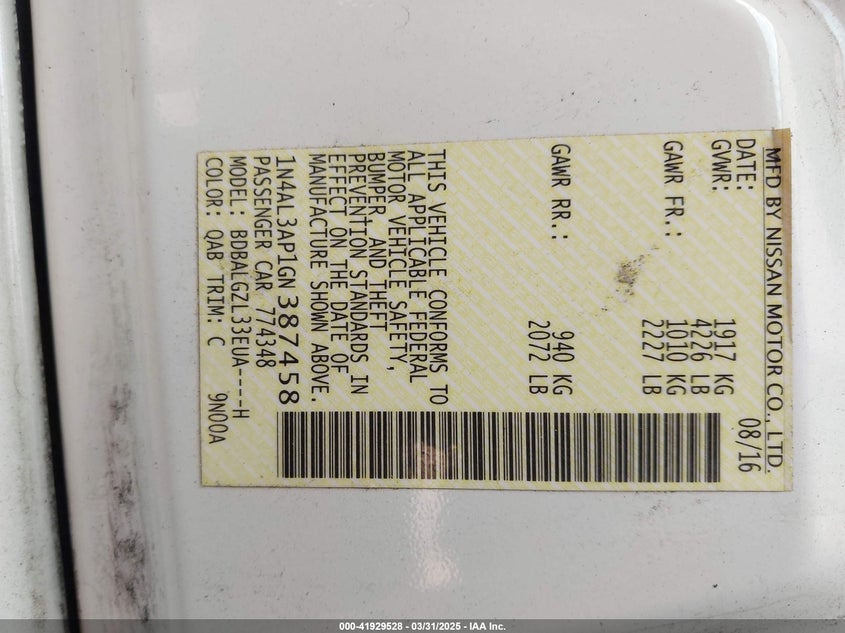 MFD BY NISSAN MOTOR CO., LTD.
DATE: 08/16
GVWR: 1917 KG
4226 LB
GAWR FR.: 1010 KG
2227 LB
GAWR RR.: 940 KG
2072 LB
THIS VEHICLE CONFORMS TO
ALL APPLICABLE FEDERAL
MOTOR VEHICLE SAFETY,
BUMPER, AND THEFT
PREVENTION STANDARDS IN
EFFECT ON THE DATE OF
MANUFACTURE SHOWN ABOVE.
1N4AL3AP1GN387458
PASSENGER CAR 774348
MODEL: BDBALGZL33EUA----H
COLOR: QAB TRIM: C 9N00A
000-41929528 - 03/31/2025 - IAA Inc.